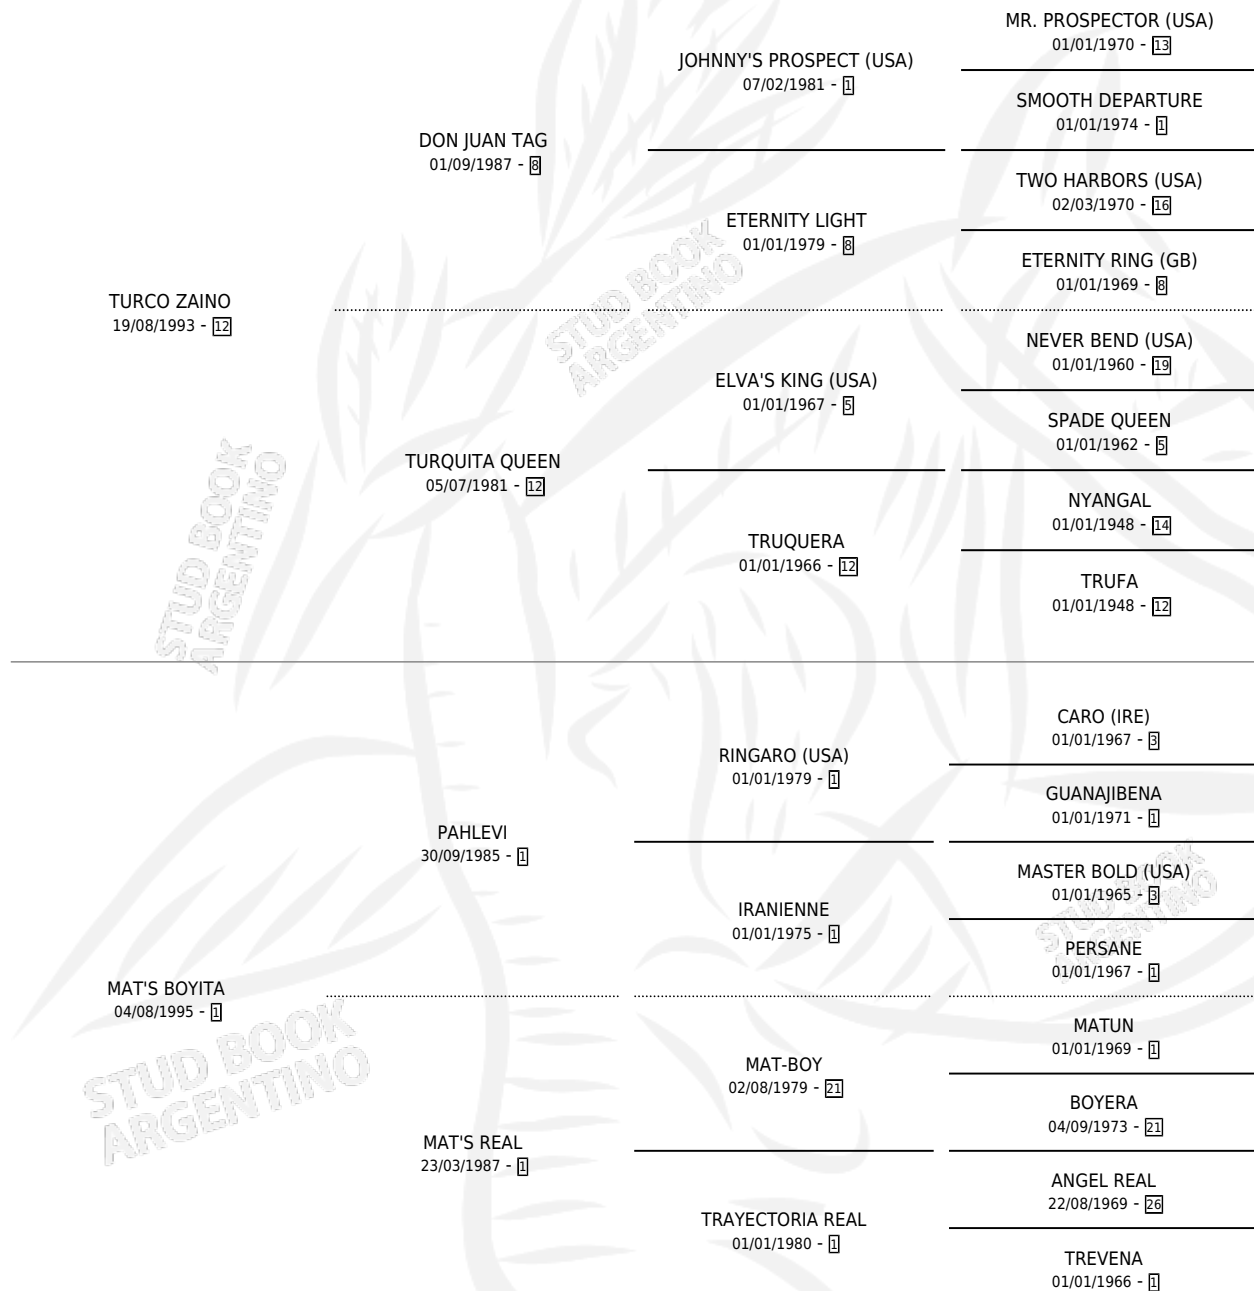 MR. PROSPECTOR (USA)
01/01/1970 - 13
JOHNNY'S PROSPECT (USA)
07/02/1981 - 1
SMOOTH DEPARTURE
01/01/1974 - 1
DON JUAN TAG
01/09/1987 - 8
TWO HARBORS (USA)
02/03/1970 - 16
ETERNITY LIGHT
01/01/1979 - 8
ETERNITY RING (GB)
01/01/1969 - 8
TURCO ZAINO
19/08/1993 - 12
NEVER BEND (USA)
01/01/1960 - 19
ELVA'S KING (USA)
01/01/1967 - 5
SPADE QUEEN
01/01/1962 - 5
TURQUITA QUEEN
05/07/1981 - 12
NYANGAL
01/01/1948 - 14
TRUQUERA
01/01/1966 - 12
TRUFA
01/01/1948 - 12
STUD BOOK
ARGENTINO
STUD BOOK
ARGENTINO
CARO (IRE)
01/01/1967 - 3
RINGARO (USA)
01/01/1979 - 1
GUANAJIBENA
01/01/1971 - 1
PAHLEVI
30/09/1985 - 1
MASTER BOLD (USA)
01/01/1965 - 3
IRANIENNE
01/01/1975 - 1
PERSANE
01/01/1967 - 1
STUD BOOK
ARGENTINO
MAT'S BOYITA
04/08/1995 - 1
MATUN
01/01/1969 - 1
MAT-BOY
02/08/1979 - 21
BOYERA
04/09/1973 - 21
STUD BOOK
ARGENTINO
MAT'S REAL
23/03/1987 - 1
ANGEL REAL
22/08/1969 - 26
TRAYECTORIA REAL
01/01/1980 - 1
TREVENA
01/01/1966 - 1